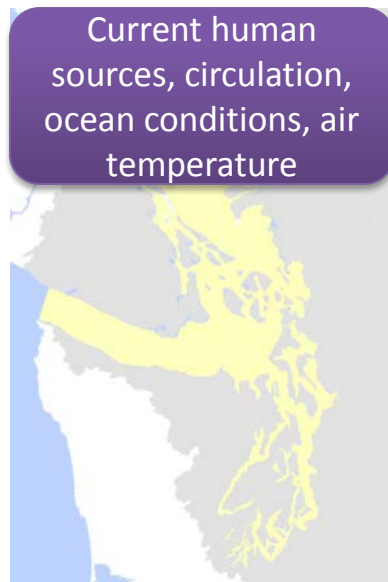 Current human
sources, circulation,
ocean conditions, air
temperature